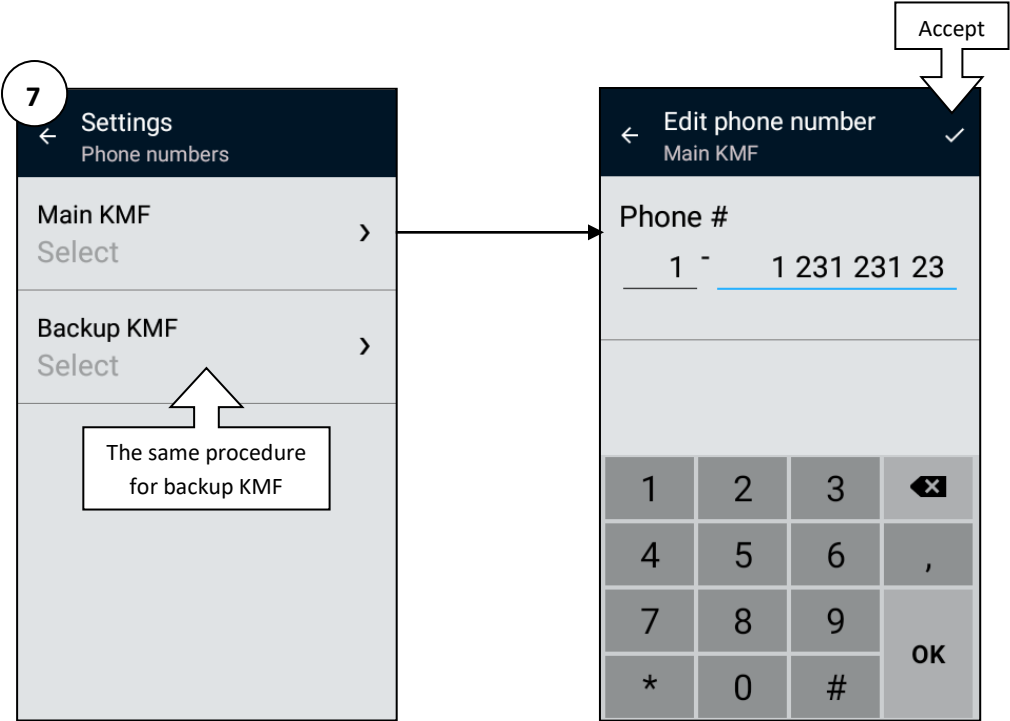 Accept
7
← Settings
Phone numbers
Main KMF
Select
Backup KMF
Select
The same procedure
for backup KMF
← Edit phone number ✓
Main KMF
Phone #
1 - 1 231 231 23
1 2 3
4 5 6 ,
7 8 9
OK
* 0 #